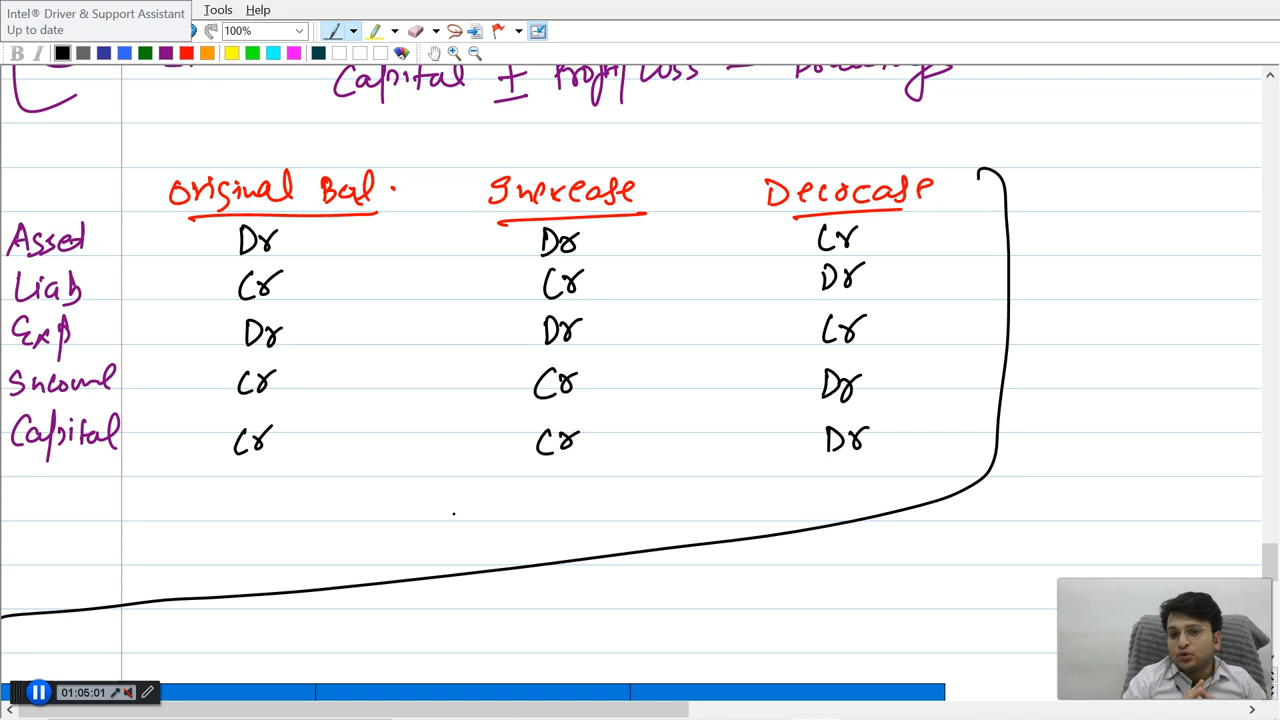 Intel® Driver & Support Assistant
Up to date
Tools Help
100%
B I
Capital ± Profit/Loss - Drawings
Original Bal. Increase Decrease
Asset Dr Dr Cr
Liab Cr Cr Dr
Exp Dr Dr Cr
Income Cr Cr Dr
Capital Cr Cr Dr
01:05:01